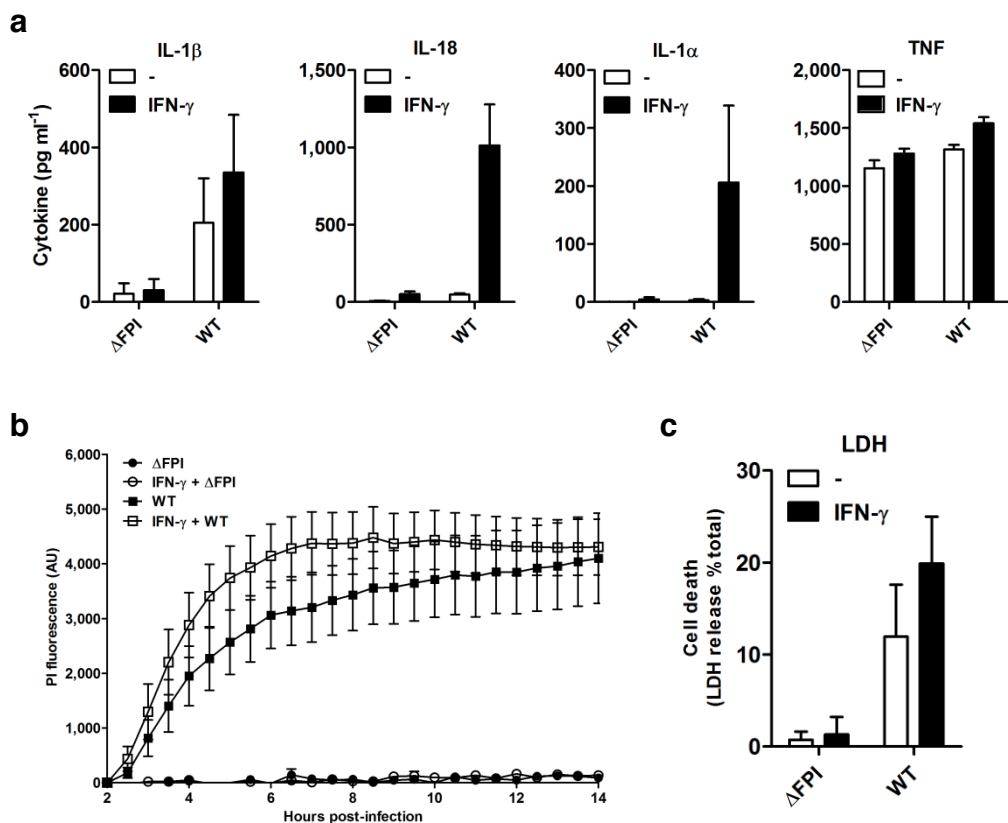 a
IL-1β
IL-18
IL-1α
TNF
Cytokine (pg ml-1)
600
400
200
0
-
IFN-γ
ΔFPI
WT
1,500
1,000
500
0
-
IFN-γ
ΔFPI
WT
400
300
200
100
0
-
IFN-γ
ΔFPI
WT
2,000
1,500
1,000
500
0
-
IFN-γ
ΔFPI
WT
b
PI fluorescence (AU)
6,000
5,000
4,000
3,000
2,000
1,000
0
ΔFPI
IFN-γ + ΔFPI
WT
IFN-γ + WT
2 4 6 8 10 12 14
Hours post-infection
c
LDH
Cell death
(LDH release % total)
30
20
10
0
-
IFN-γ
ΔFPI
WT